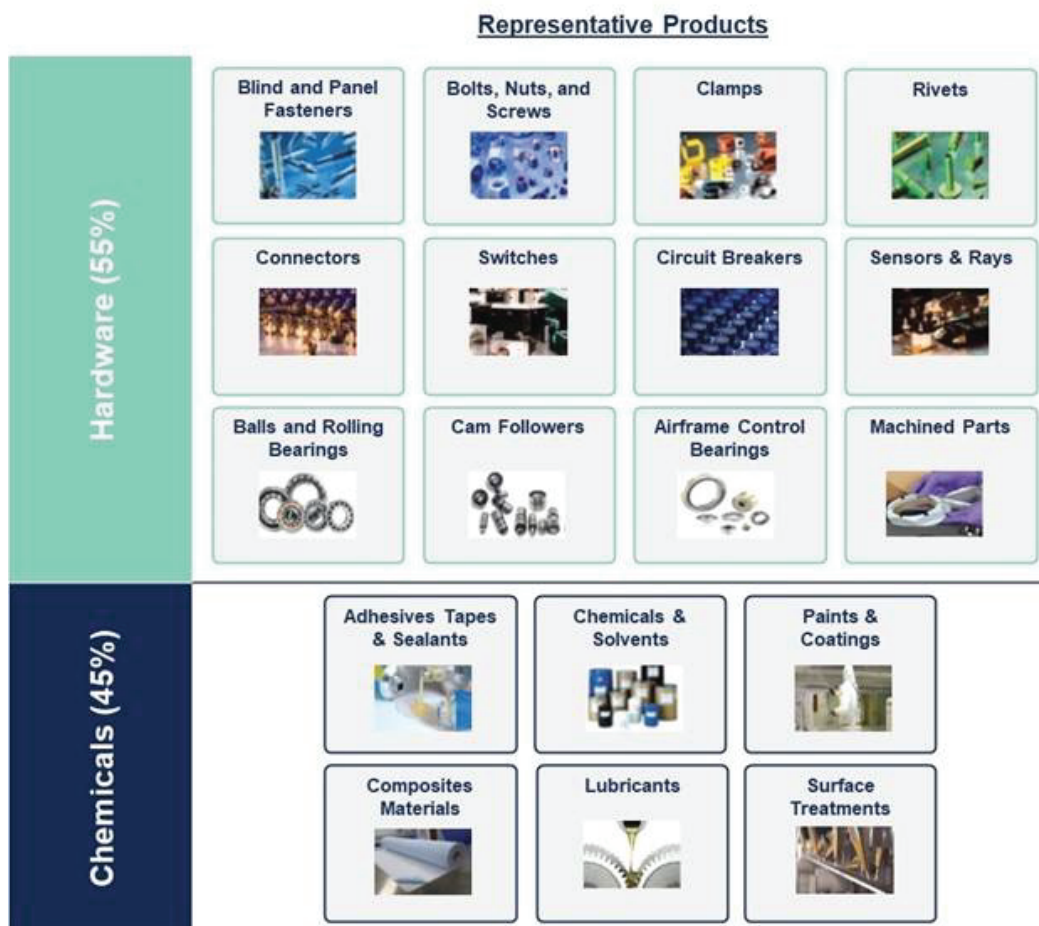 Representative Products
Hardware (55%)
Blind and Panel
Fasteners
Bolts, Nuts, and
Screws
Clamps
Rivets
Connectors
Switches
Circuit Breakers
Sensors & Rays
Balls and Rolling
Bearings
Cam Followers
Airframe Control
Bearings
Machined Parts
Chemicals (45%)
Adhesives Tapes
& Sealants
Chemicals &
Solvents
Paints &
Coatings
Composites
Materials
Lubricants
Surface
Treatments